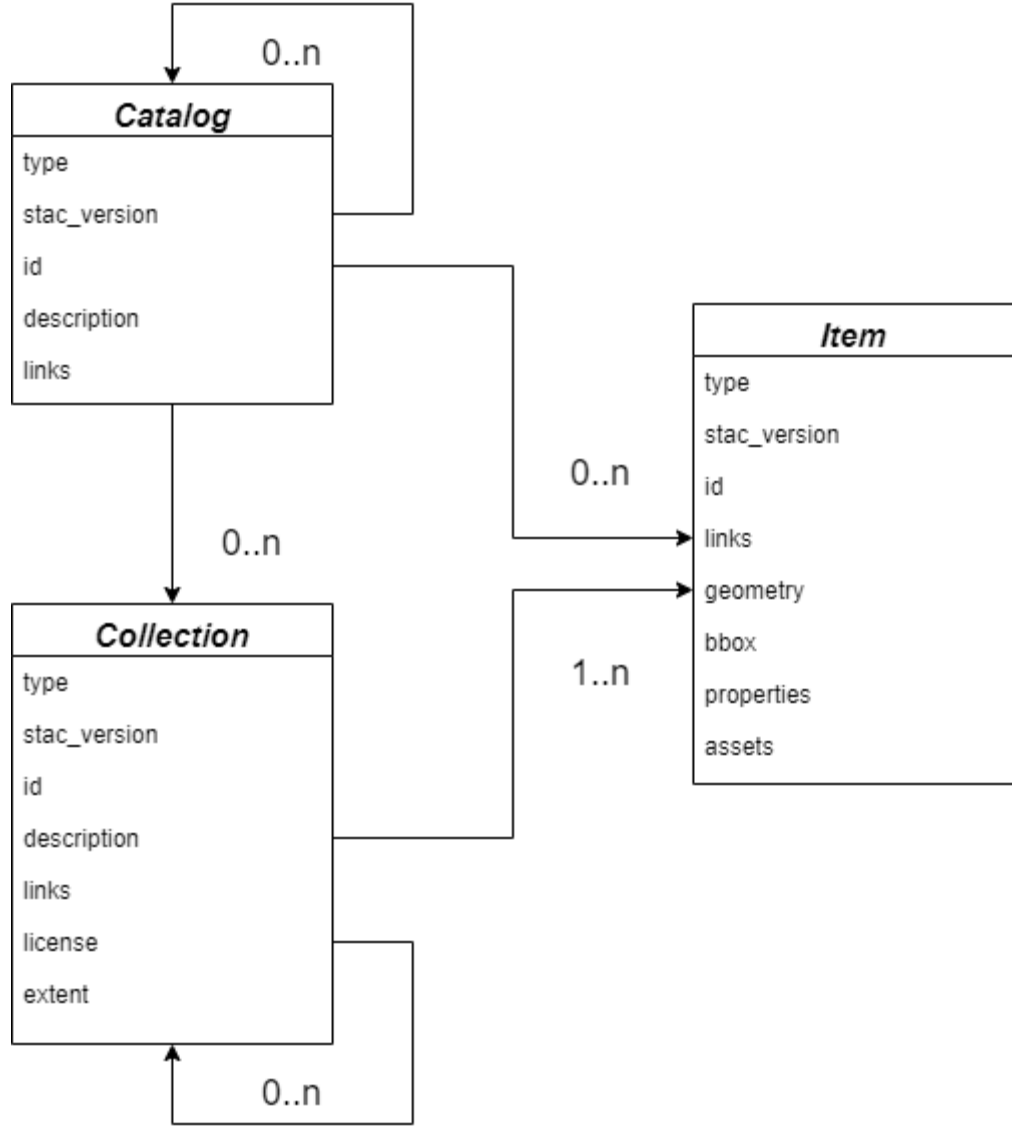 0..n
Catalog
type
stac_version
id
description
links
0..n
Collection
type
stac_version
id
description
links
license
extent
0..n
0..n
1..n
Item
type
stac_version
id
links
geometry
bbox
properties
assets